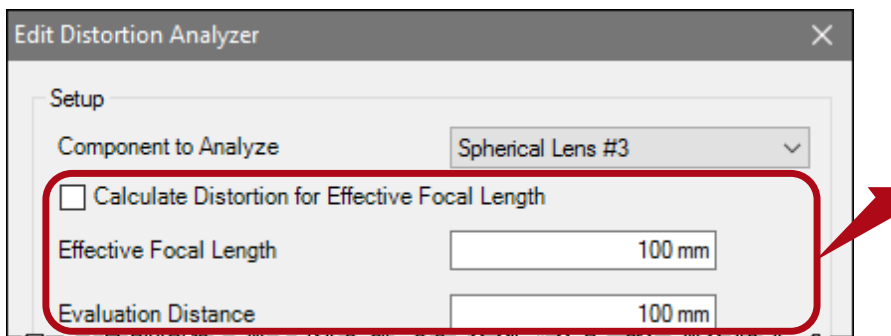 Edit Distortion Analyzer
Setup
Component to Analyze Spherical Lens #3
Calculate Distortion for Effective Focal Length
Effective Focal Length 100 mm
Evaluation Distance 100 mm